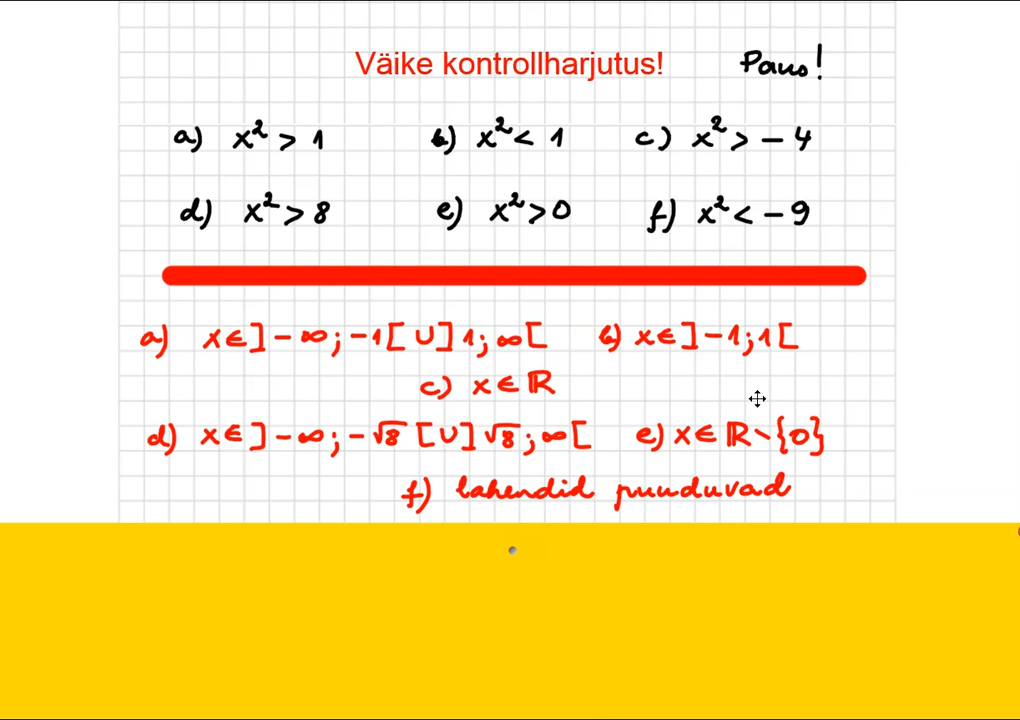 Väike kontrollharjutus! Paus!
a) x² > 1 b) x² < 1 c) x² > -4
d) x² > 8 e) x² > 0 f) x² < -9
a) x ∈ ]-∞; -1[ ∪ ]1; ∞[ b) x ∈ ]-1; 1[
c) x ∈ ℝ
d) x ∈ ]-∞; -√8[ ∪ ]√8; ∞[ e) x ∈ ℝ \ {0}
f) lahendid puuduvad